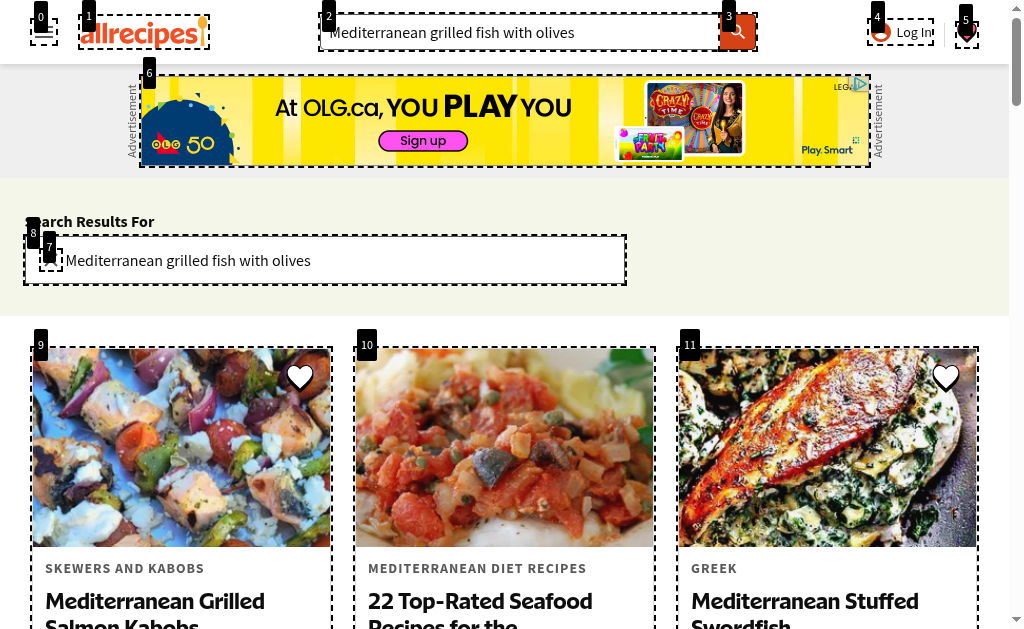 0
1
2
3
4
5
allrecipes
Mediterranean grilled fish with olives
Log In
6
Advertisement
At OLG.ca, YOU PLAY YOU
Sign up
OLG 50
CRAZY TIME
CRAZY TIME
Play. Smart
Advertisement
Search Results For
8
7
Mediterranean grilled fish with olives
9
10
11
SKEWERS AND KABOBS
Mediterranean Grilled
Salmon Kabobs
MEDITERRANEAN DIET RECIPES
22 Top-Rated Seafood
Recipes for the
GREEK
Mediterranean Stuffed
Swordfish